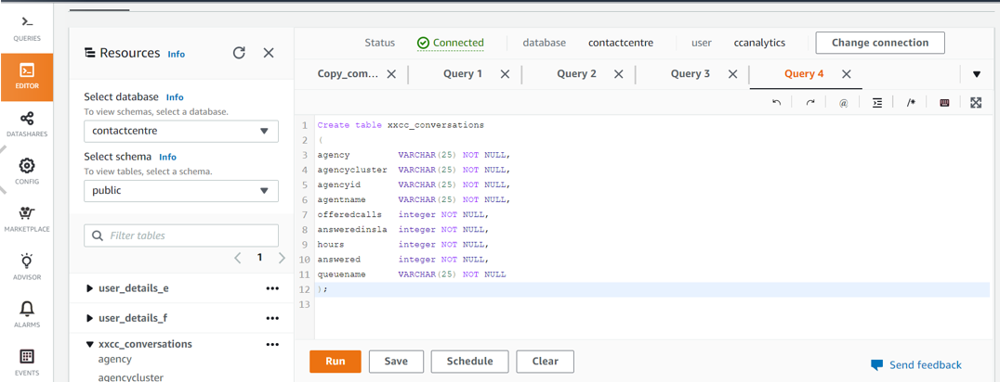 QUERIES
EDITOR
DATASHARES
CONFIG
MARKETPLACE
ADVISOR
ALARMS
EVENTS
Resources Info
Select database Info
To view schemas, select a database.
contactcentre
Select schema Info
To view tables, select a schema.
public
Filter tables
1
user_details_e
user_details_f
xxcc_conversations
agency
agencycluster
Status Connected database contactcentre user ccanalytics Change connection
Copy_com... Query 1 Query 2 Query 3 Query 4
@ /*
1 Create table xxcc_conversations
2 (
3 agency VARCHAR(25) NOT NULL,
4 agencycluster VARCHAR(25) NOT NULL,
5 agencyid VARCHAR(25) NOT NULL,
6 agentname VARCHAR(25) NOT NULL,
7 offeredcalls integer NOT NULL,
8 answeredinsla integer NOT NULL,
9 hours integer NOT NULL,
10 answered integer NOT NULL,
11 queuename VARCHAR(25) NOT NULL
12 );
13
Run Save Schedule Clear
Send feedback